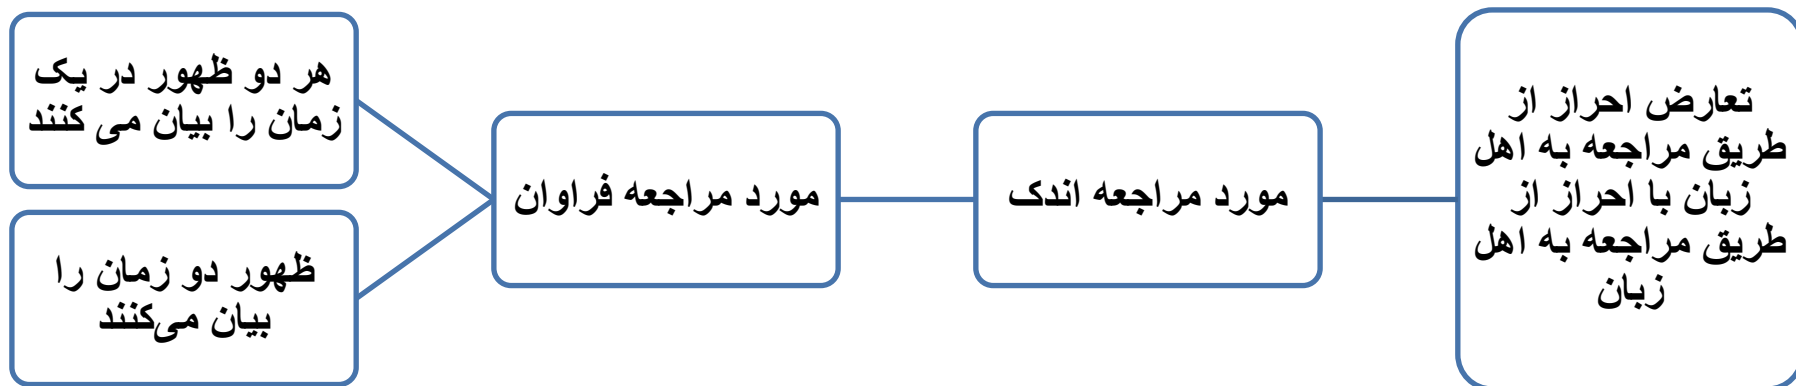 تعارض احراز از
طریق مراجعه به اهل
زبان با احراز از
طریق مراجعه به اهل
زبان
مورد مراجعه اندک
مورد مراجعه فراوان
هر دو ظهور در یک
زمان را بیان می کنند
ظهور دو زمان را
بیان می‌کنند